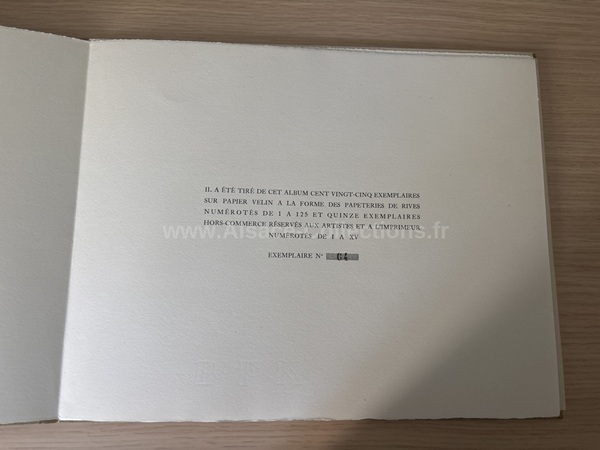 IL A ÉTÉ TIRÉ DE CET ALBUM CENT VINGT-CINQ EXEMPLAIRES
SUR PAPIER VELIN A LA FORME DES PAPETERIES DE RIVES
NUMÉROTÉS DE 1 A 125 ET QUINZE EXEMPLAIRES
HORS-COMMERCE RÉSERVÉS AUX ARTISTES ET A L'IMPRIMEUR,
NUMÉROTÉS DE I A XV
EXEMPLAIRE N°